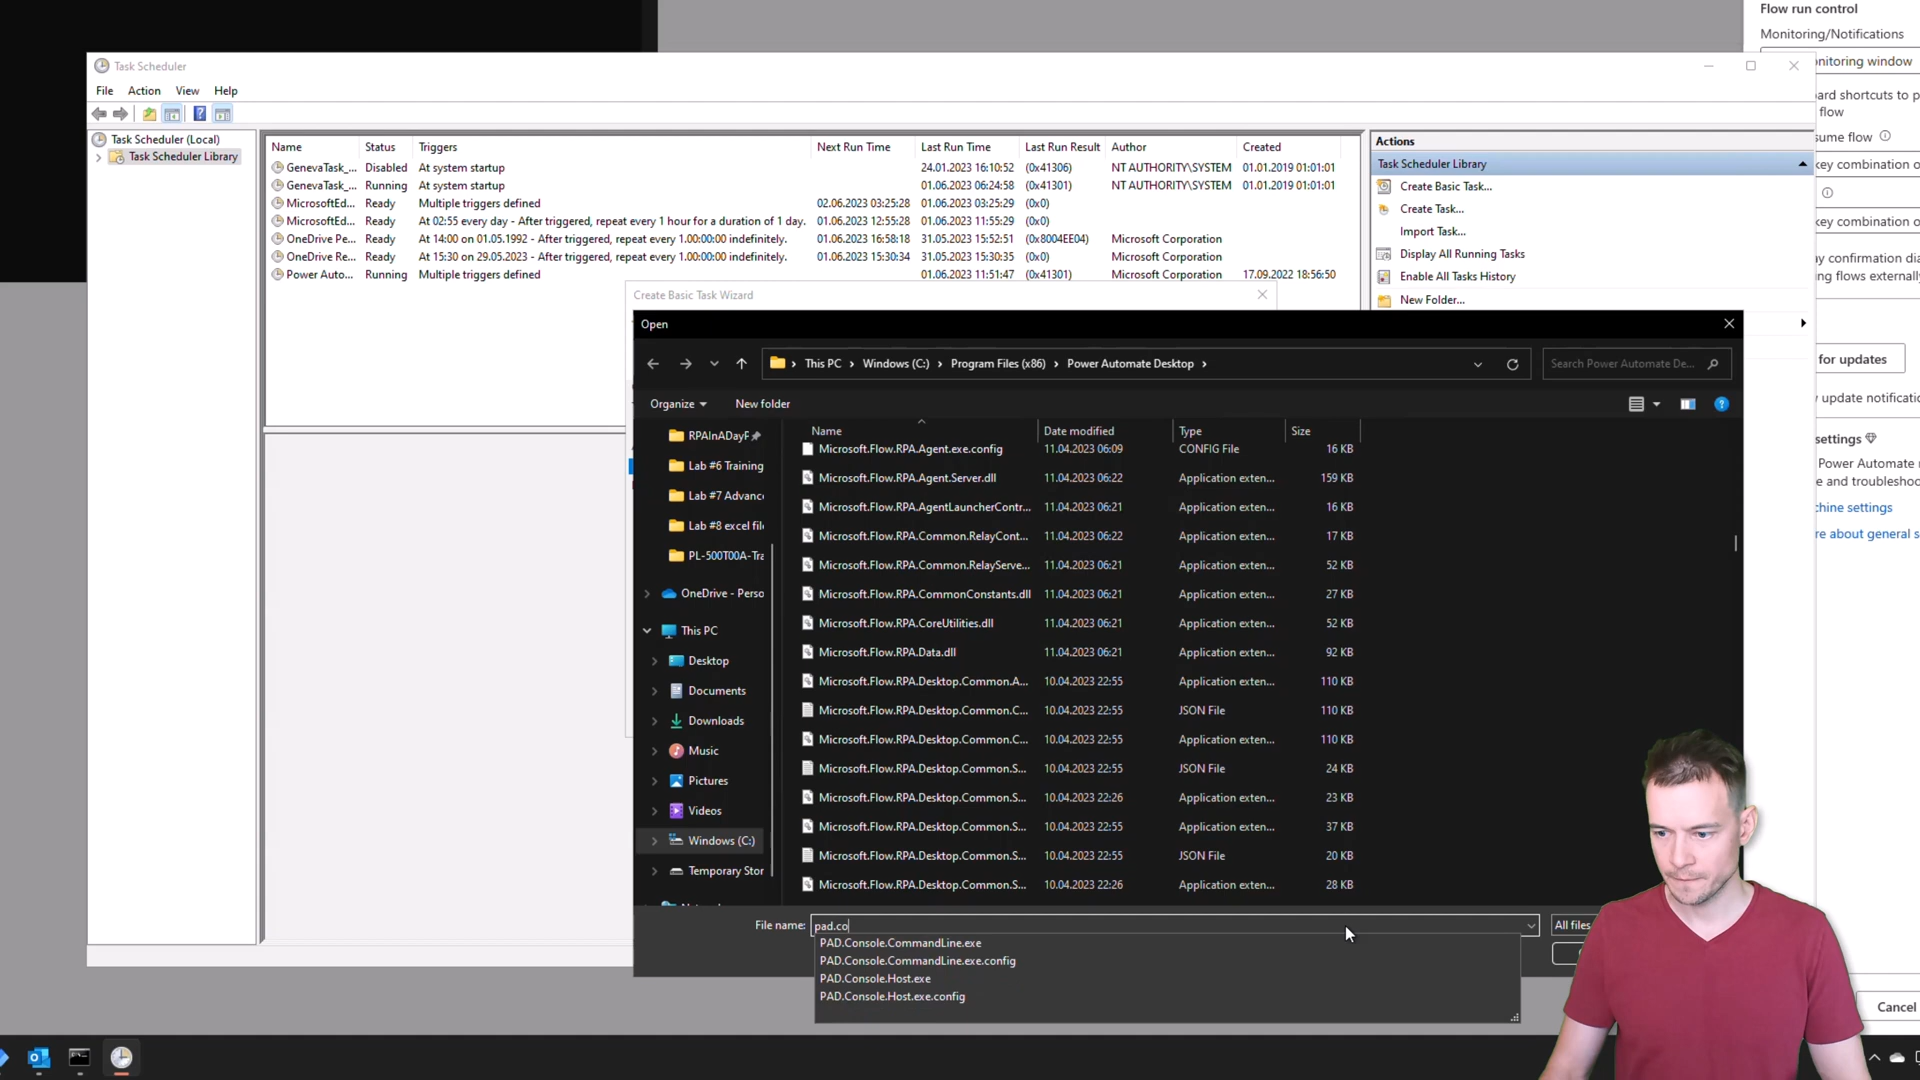 Flow run control
Monitoring/Notifications
nitoring window
ard shortcuts to p
flow
sume flow
key combination o
key combination o
y confirmation dia
ng flows externally
for updates
update notificatio
settings
Power Automate
e and troubleshoo
chine settings
re about general s
Cancel
Task Scheduler
File Action View Help
Task Scheduler (Local)
Task Scheduler Library
Name Status Triggers Next Run Time Last Run Time Last Run Result Author Created
GenevaTask_... Disabled At system startup 24.01.2023 16:10:52 (0x41306) NT AUTHORITY\SYSTEM 01.01.2019 01:01:01
GenevaTask_... Running At system startup 01.06.2023 06:24:58 (0x41301) NT AUTHORITY\SYSTEM 01.01.2019 01:01:01
MicrosoftEd... Ready Multiple triggers defined 02.06.2023 03:25:28 01.06.2023 03:25:29 (0x0)
MicrosoftEd... Ready At 02:55 every day - After triggered, repeat every 1 hour for a duration of 1 day. 01.06.2023 12:55:28 01.06.2023 11:55:29 (0x0)
OneDrive Pe... Ready At 14:00 on 01.05.1992 - After triggered, repeat every 1.00:00:00 indefinitely. 01.06.2023 16:58:18 31.05.2023 15:52:51 (0x8004EE04) Microsoft Corporation
OneDrive Re... Ready At 15:30 on 29.05.2023 - After triggered, repeat every 1.00:00:00 indefinitely. 01.06.2023 15:30:34 31.05.2023 15:30:35 (0x0) Microsoft Corporation
Power Auto... Running Multiple triggers defined 01.06.2023 11:51:47 (0x41301) Microsoft Corporation 17.09.2022 18:56:50
Actions
Task Scheduler Library
Create Basic Task...
Create Task...
Import Task...
Display All Running Tasks
Enable All Tasks History
New Folder...
Create Basic Task Wizard
Open
This PC › Windows (C:) › Program Files (x86) › Power Automate Desktop ›
Search Power Automate De...
Organize New folder
RPAInADayF
Lab #6 Training
Lab #7 Advanc
Lab #8 excel fil
PL-500T00A-Tra
OneDrive - Perso
This PC
Desktop
Documents
Downloads
Music
Pictures
Videos
Windows (C:)
Temporary Stor
Name Date modified Type Size
Microsoft.Flow.RPA.Agent.exe.config 11.04.2023 06:09 CONFIG File 16 KB
Microsoft.Flow.RPA.Agent.Server.dll 11.04.2023 06:22 Application exten... 159 KB
Microsoft.Flow.RPA.AgentLauncherContr... 11.04.2023 06:21 Application exten... 16 KB
Microsoft.Flow.RPA.Common.RelayCont... 11.04.2023 06:22 Application exten... 17 KB
Microsoft.Flow.RPA.Common.RelayServe... 11.04.2023 06:21 Application exten... 52 KB
Microsoft.Flow.RPA.CommonConstants.dll 11.04.2023 06:21 Application exten... 27 KB
Microsoft.Flow.RPA.CoreUtilities.dll 11.04.2023 06:21 Application exten... 52 KB
Microsoft.Flow.RPA.Data.dll 11.04.2023 06:21 Application exten... 92 KB
Microsoft.Flow.RPA.Desktop.Common.A... 10.04.2023 22:55 Application exten... 110 KB
Microsoft.Flow.RPA.Desktop.Common.C... 10.04.2023 22:55 JSON File 110 KB
Microsoft.Flow.RPA.Desktop.Common.C... 10.04.2023 22:55 Application exten... 110 KB
Microsoft.Flow.RPA.Desktop.Common.S... 10.04.2023 22:55 JSON File 24 KB
Microsoft.Flow.RPA.Desktop.Common.S... 10.04.2023 22:26 Application exten... 23 KB
Microsoft.Flow.RPA.Desktop.Common.S... 10.04.2023 22:55 Application exten... 37 KB
Microsoft.Flow.RPA.Desktop.Common.S... 10.04.2023 22:55 JSON File 20 KB
Microsoft.Flow.RPA.Desktop.Common.S... 10.04.2023 22:26 Application exten... 28 KB
File name: pad.co All files
PAD.Console.CommandLine.exe
PAD.Console.CommandLine.exe.config
PAD.Console.Host.exe
PAD.Console.Host.exe.config